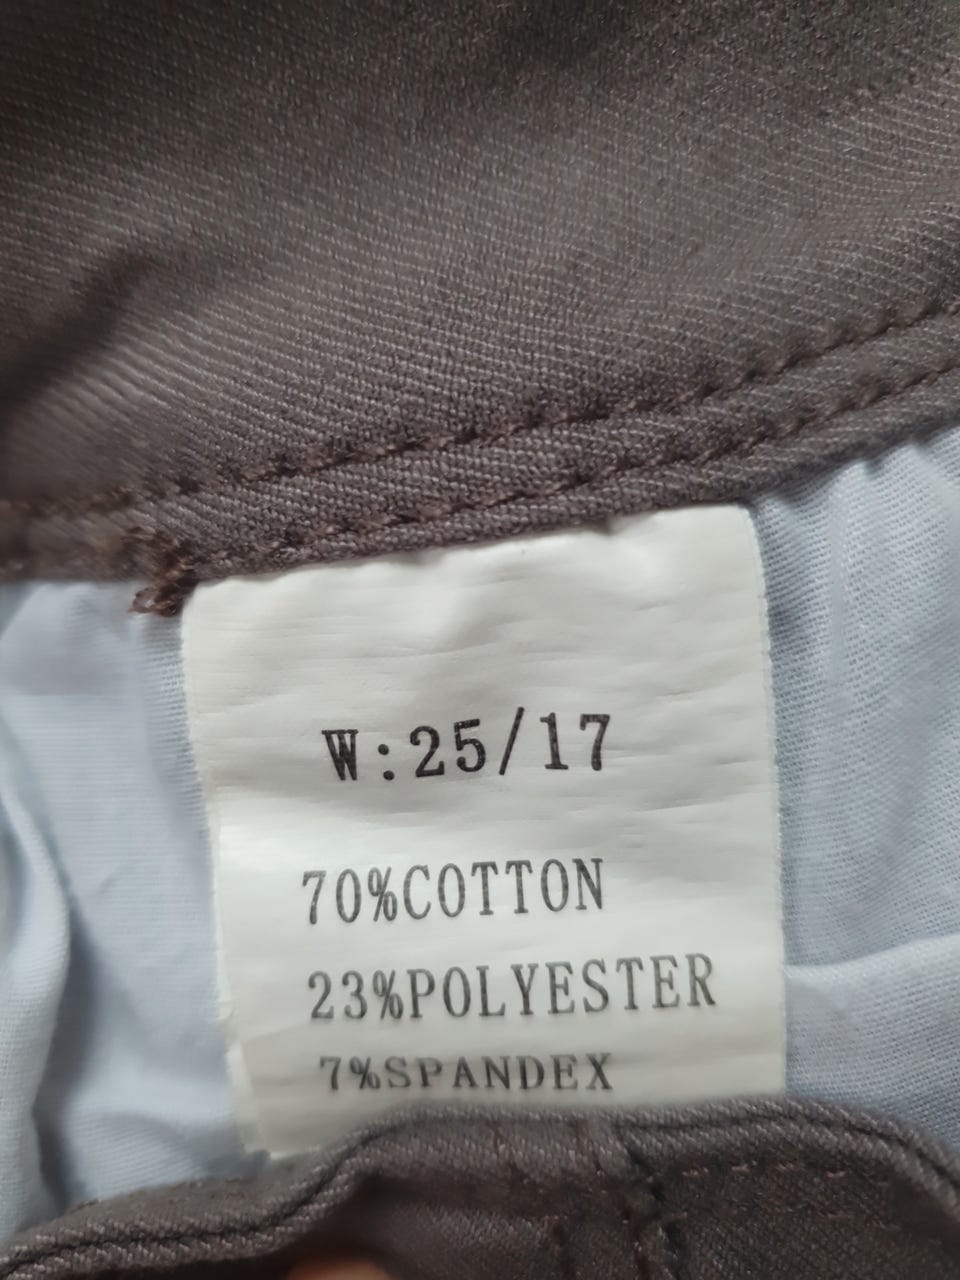 W:25/17
70%COTTON
23%POLYESTER
7%SPANDEX